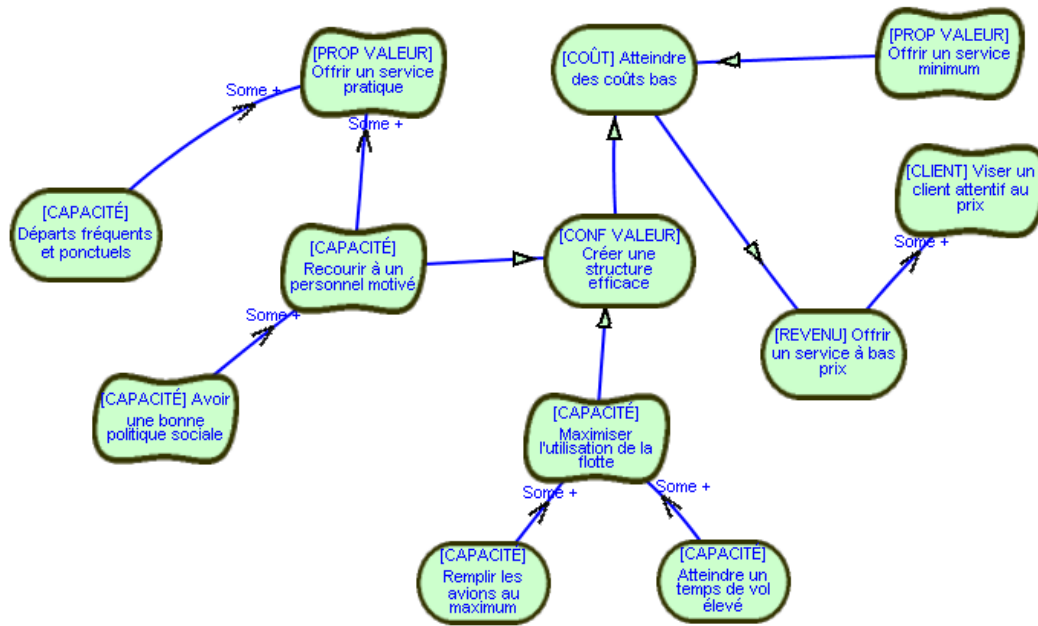 [PROP VALEUR]
Offrir un service
pratique
[COÛT] Atteindre
des coûts bas
[PROP VALEUR]
Offrir un service
minimum
Some +
Some +
[CLIENT] Viser un
client attentif au
prix
Some +
[CAPACITÉ]
Départs fréquents
et ponctuels
[CAPACITÉ]
Recourir à un
personnel motivé
[CONF VALEUR]
Créer une
structure
efficace
Some +
[REVENU] Offrir
un service à bas
prix
[CAPACITÉ] Avoir
une bonne
politique sociale
[CAPACITÉ]
Maximiser
l'utilisation de la
flotte
Some +
Some +
[CAPACITÉ]
Remplir les
avions au
maximum
[CAPACITÉ]
Atteindre un
temps de vol
élevé